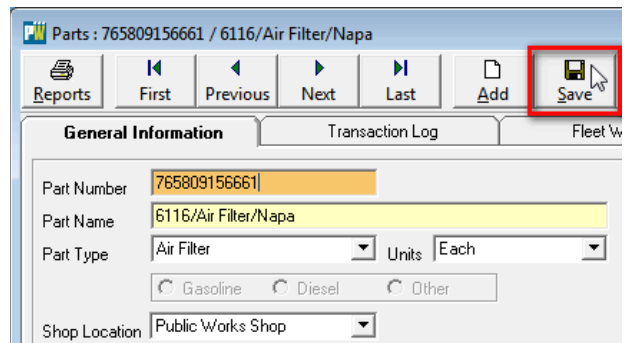 PW Parts : 765809156661 / 6116/Air Filter/Napa
Reports First Previous Next Last Add Save
General Information Transaction Log Fleet W
Part Number 765809156661
Part Name 6116/Air Filter/Napa
Part Type Air Filter Units Each
Gasoline Diesel Other
Shop Location Public Works Shop